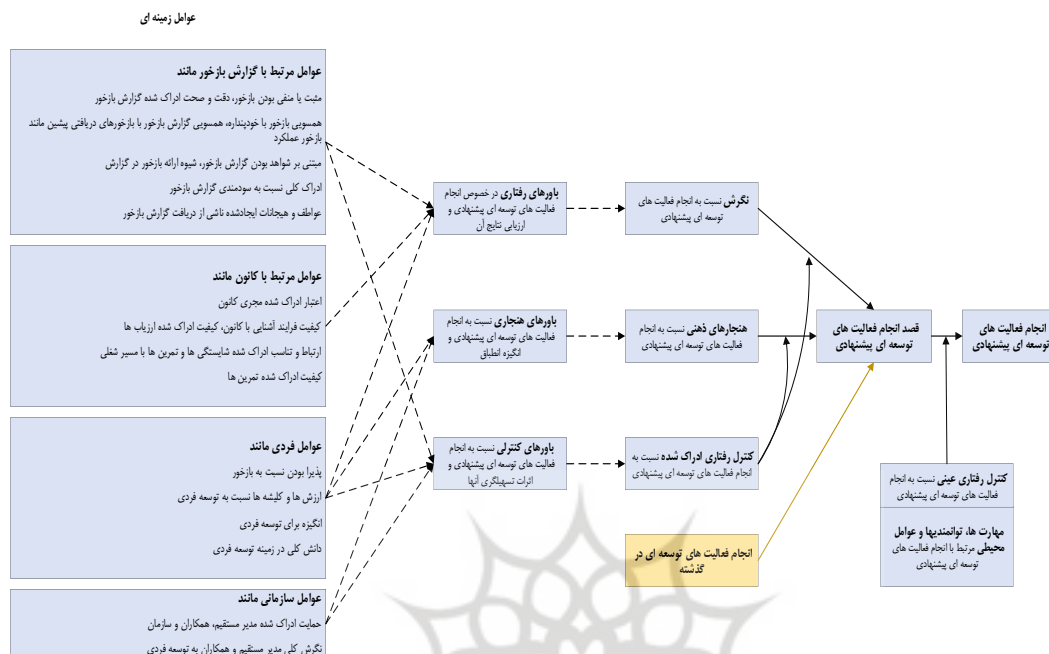 عوامل زمینه ای
عوامل مرتبط با گزارش بازخور مانند
مثبت یا منفی بودن بازخور، دقت و صحت ادراک شده گزارش بازخور
همسویی بازخور با خودپنداره، همسویی گزارش بازخور با بازخورهای دریافتی پیشین مانند
بازخور عملکرد
مبتنی بر شواهد بودن گزارش بازخور، شیوه ارائه بازخور در گزارش
ادراک کلی نسبت به سودمندی گزارش بازخور
عواطف و هیجانات ایجادشده ناشی از دریافت گزارش بازخور
عوامل مرتبط با کانون مانند
اعتبار ادراک شده مجری کانون
کیفیت فرایند آشنایی با کانون، کیفیت ادراک شده ارزیاب ها
ارتباط و تناسب ادراک شده شایستگی ها و تمرین ها با مسیر شغلی
کیفیت ادراک شده تمرین ها
عوامل فردی مانند
پذیرا بودن نسبت به بازخور
ارزش ها و کلیشه ها نسبت به توسعه فردی
انگیزه برای توسعه فردی
دانش کلی در زمینه توسعه فردی
عوامل سازمانی مانند
حمایت ادراک شده مدیر مستقیم، همکاران و سازمان
نگرش کلی مدیر مستقیم و همکاران به توسعه فردی
باورهای رفتاری در خصوص انجام
فعالیت های توسعه ای پیشنهادی و
ارزیابی نتایج آن
باورهای هنجاری نسبت به انجام
فعالیت های توسعه ای پیشنهادی و
انگیزه انطباق
باورهای کنترلی نسبت به انجام
فعالیت های توسعه ای پیشنهادی و
اثرات تسهیلگری آنها
نگرش نسبت به انجام فعالیت های
توسعه ای پیشنهادی
هنجارهای ذهنی نسبت به انجام
فعالیت های توسعه ای پیشنهادی
کنترل رفتاری ادراک شده نسبت به
انجام فعالیت های توسعه ای پیشنهادی
انجام فعالیت های توسعه ای در
گذشته
قصد انجام فعالیت های
توسعه ای پیشنهادی
انجام فعالیت های
توسعه ای پیشنهادی
کنترل رفتاری عینی نسبت به انجام
فعالیت های توسعه ای پیشنهادی
مهارت ها، توانمندیها و عوامل
محیطی مرتبط با انجام فعالیت های
توسعه ای پیشنهادی